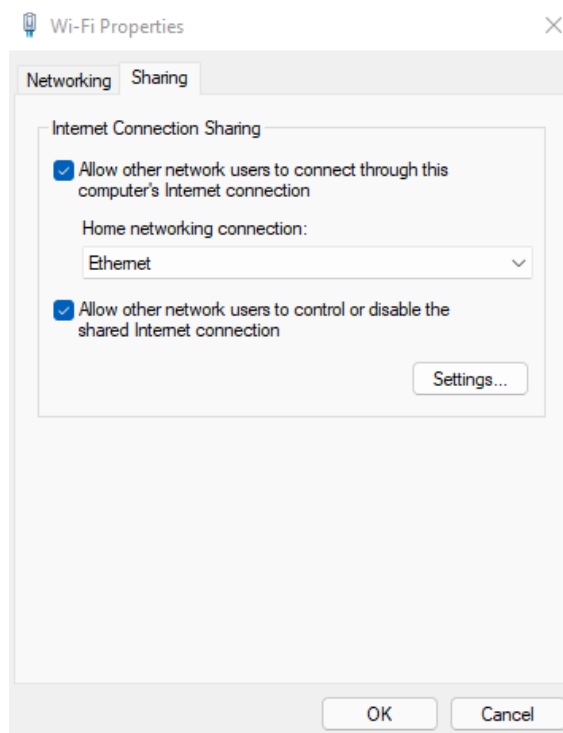 Wi-Fi Properties
Networking
Sharing
Internet Connection Sharing
Allow other network users to connect through this
computer's Internet connection
Home networking connection:
Ethernet
Allow other network users to control or disable the
shared Internet connection
Settings...
OK
Cancel